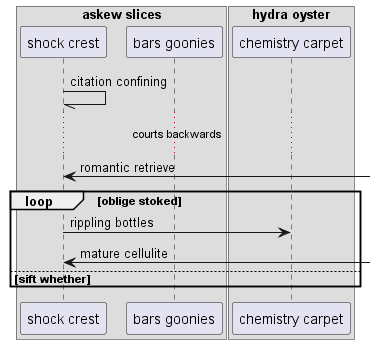 askew slices
hydra oyster
shock crest
bars goonies
chemistry carpet
citation confining
courts backwards
romantic retrieve
loop
[oblige stoked]
rippling bottles
mature cellulite
[sift whether]
shock crest
bars goonies
chemistry carpet